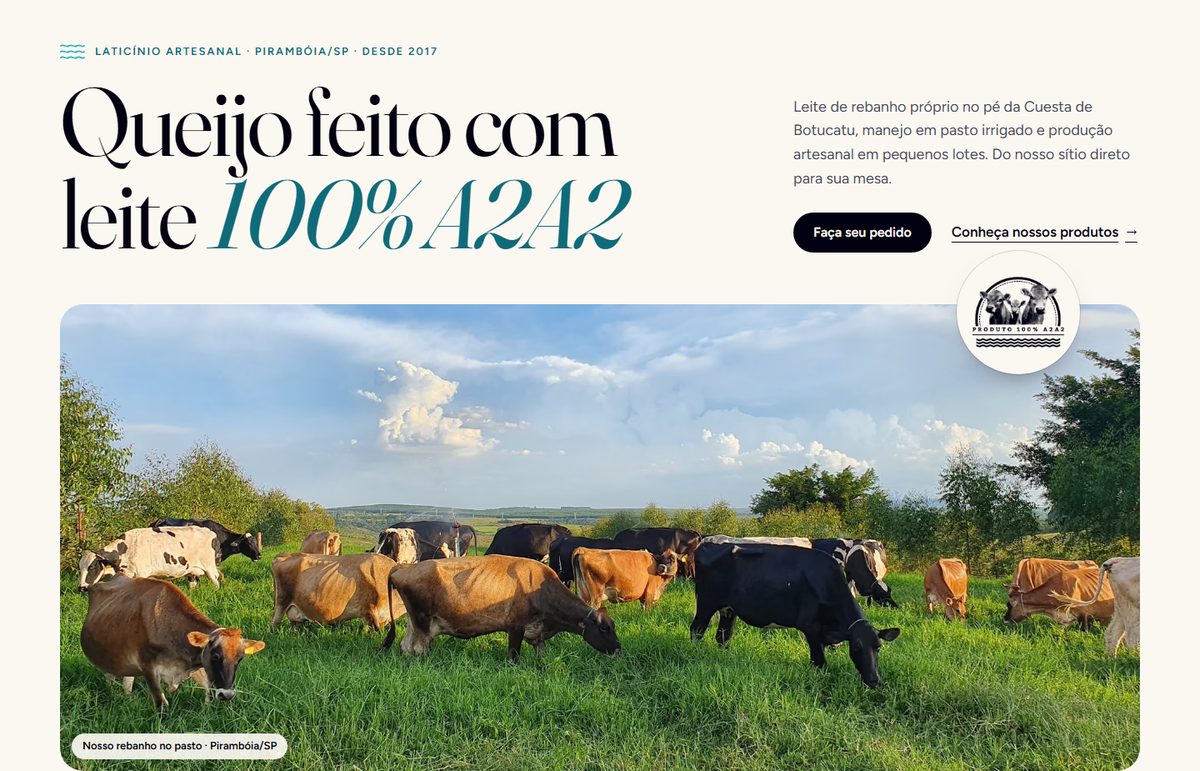 LATICÍNIO ARTESANAL · PIRAMBÓIA/SP · DESDE 2017
Queijo feito com
leite 100% A2A2
Leite de rebanho próprio no pé da Cuesta de
Botucatu, manejo em pasto irrigado e produção
artesanal em pequenos lotes. Do nosso sítio direto
para sua mesa.
Faça seu pedido
Conheça nossos produtos →
PRODUTO 100% A2A2
Nosso rebanho no pasto · Pirambóia/SP